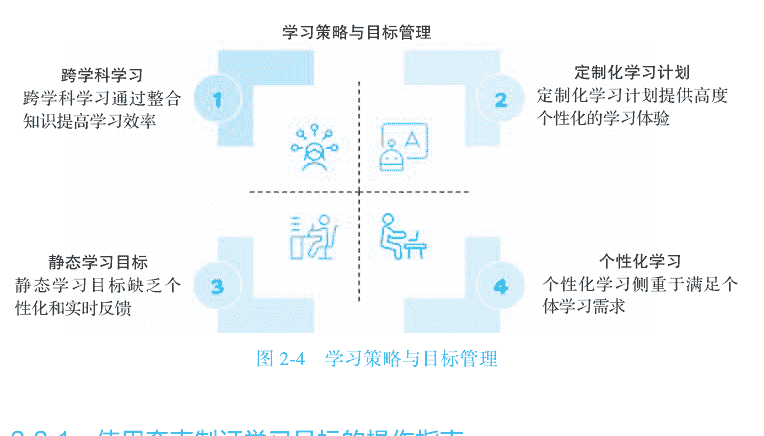 学习策略与目标管理
跨学科学习
跨学科学习通过整合
知识提高学习效率
1
定制化学习计划
定制化学习计划提供高度
个性化的学习体验
2
A
静态学习目标
静态学习目标缺乏个
性化和实时反馈
3
个性化学习
个性化学习侧重于满足个
体学习需求
4
图 2-4 学习策略与目标管理